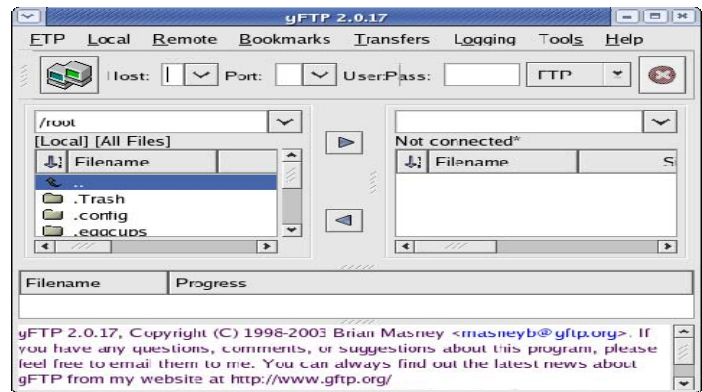 gFTP 2.0.17
FTP Local Remote Bookmarks Transfers Logging Tools Help
Host: Port: User:Pass: FTP
/root
[Local] [All Files]
Not connected*
Filename
Filename Si
..
.Trash
.config
.eggcups
Filename Progress
gFTP 2.0.17, Copyright (C) 1998-2003 Brian Masney <masneyb@gftp.org>. If
you have any questions, comments, or suggestions about this program, please
feel free to email them to me. You can always find out the latest news about
gFTP from my website at http://www.gftp.org/